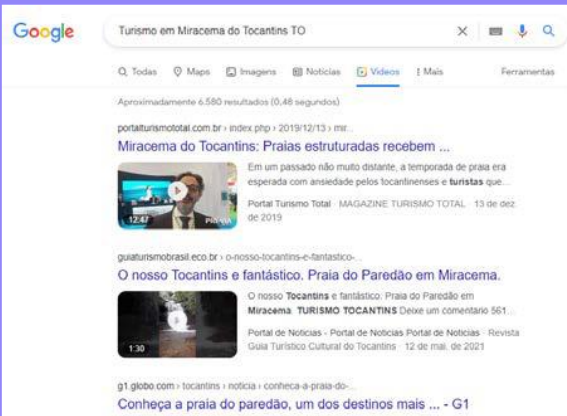 Google
Turismo em Miracema do Tocantins TO
Todas Maps Imagens Notícias Vídeos Mais Ferramentas
Aproximadamente 6.580 resultados (0,48 segundos)
portalturismototal.com.br › index.php › 2019/12/13 › mir...
Miracema do Tocantins: Praias estruturadas recebem ...
Em um passado não muito distante, a temporada de praia era
esperada com ansiedade pelos tocantinenses e turistas que...
12:47
Portal Turismo Total · MAGAZINE TURISMO TOTAL · 13 de dez
de 2019
guiaturismobrasil.eco.br › o-nosso-tocantins-e-fantastico-...
O nosso Tocantins e fantástico. Praia do Paredão em Miracema.
O nosso Tocantins e fantástico: Praia do Paredão em
Miracema. TURISMO TOCANTINS Deixe um comentario 561...
1:30
Portal de Noticias - Portal de Noticias Portal de Noticias · Revista
Guia Turístico Cultural do Tocantins · 12 de mai. de 2021
g1.globo.com › tocantins › noticia › conheca-a-praia-do-...
Conheça a praia do paredão, um dos destinos mais ... - G1